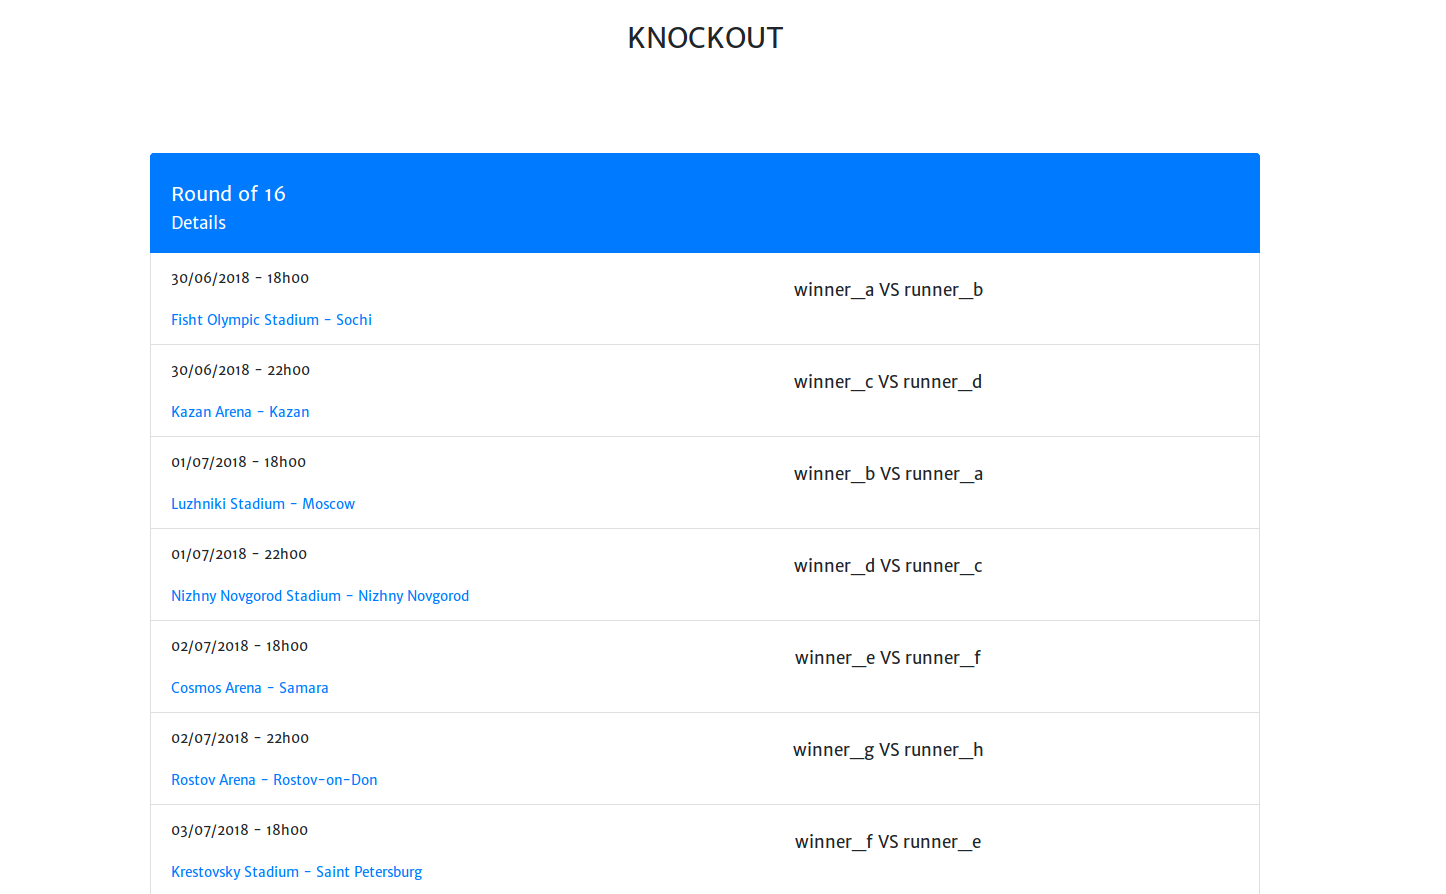 KNOCKOUT
Round of 16
Details
30/06/2018 - 18h00
winner_a VS runner_b
Fisht Olympic Stadium - Sochi
30/06/2018 - 22h00
winner_c VS runner_d
Kazan Arena - Kazan
01/07/2018 - 18h00
winner_b VS runner_a
Luzhniki Stadium - Moscow
01/07/2018 - 22h00
winner_d VS runner_c
Nizhny Novgorod Stadium - Nizhny Novgorod
02/07/2018 - 18h00
winner_e VS runner_f
Cosmos Arena - Samara
02/07/2018 - 22h00
winner_g VS runner_h
Rostov Arena - Rostov-on-Don
03/07/2018 - 18h00
winner_f VS runner_e
Krestovsky Stadium - Saint Petersburg